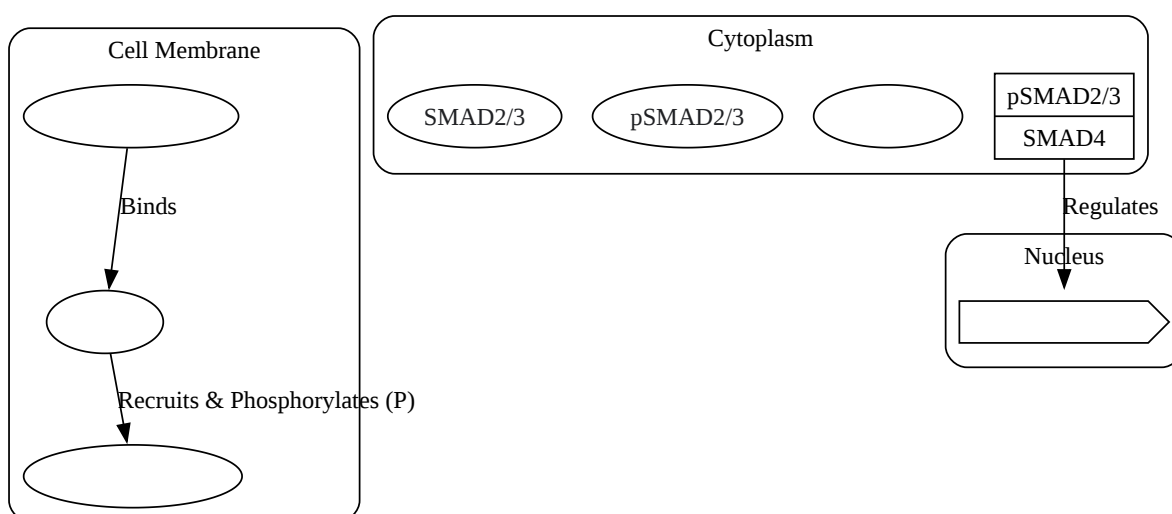 Cell Membrane
Binds
Recruits & Phosphorylates (P)
Cytoplasm
SMAD2/3
pSMAD2/3
pSMAD2/3
SMAD4
Regulates
Nucleus